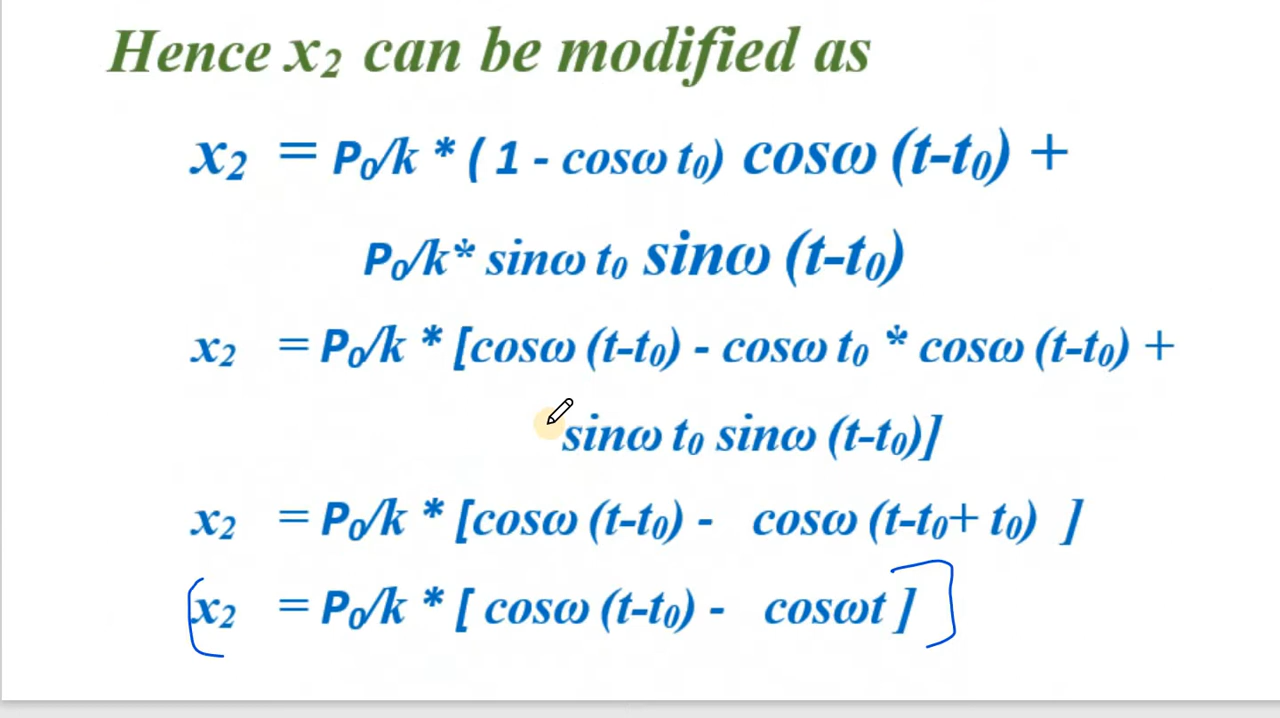 Hence x₂ can be modified as
x₂ = P₀/k * ( 1 - cosω t₀) cosω (t-t₀) +
P₀/k* sinω t₀ sinω (t-t₀)
x₂ = P₀/k * [cosω (t-t₀) - cosω t₀ * cosω (t-t₀) +
sinω t₀ sinω (t-t₀)]
x₂ = P₀/k * [cosω (t-t₀) - cosω (t-t₀+ t₀) ]
x₂ = P₀/k * [ cosω (t-t₀) - cosωt ]